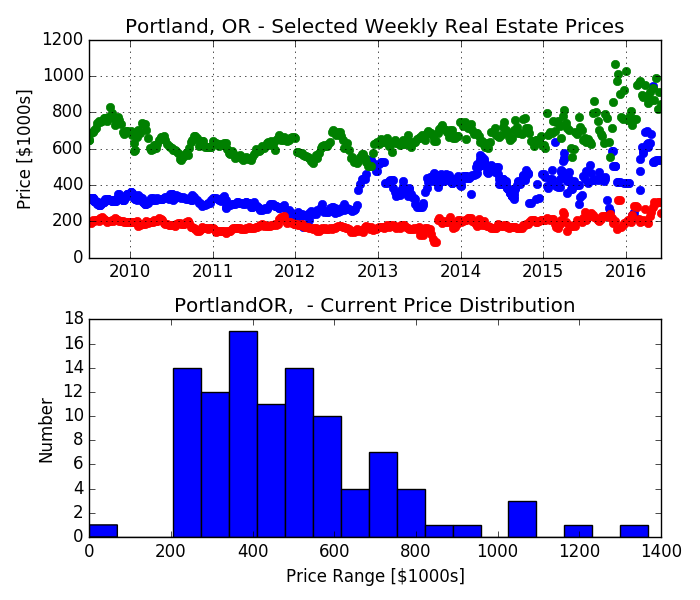 Portland, OR - Selected Weekly Real Estate Prices
1200
1000
800
600
400
200
0
Price [$1000s]
2010 2011 2012 2013 2014 2015 2016
PortlandOR,  - Current Price Distribution
18
16
14
12
10
8
6
4
2
0
Number
0 200 400 600 800 1000 1200 1400
Price Range [$1000s]